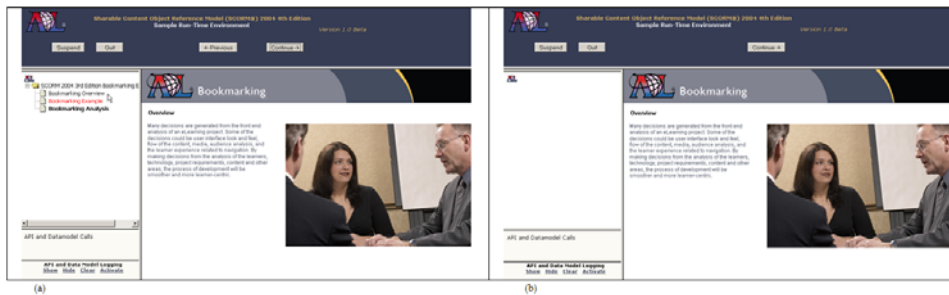 Sharable Content Object Reference Model (SCORM®) 2004 4th Edition
Sample Run-Time Environment
Version 1.0 Beta
Suspend Quit <- Previous Continue ->
ADL
SCORM 2004 3rd Edition Bookmarking E
Bookmarking Overview
Bookmarking Example
Bookmarking Analysis
ADL Bookmarking
Overview
Many decisions are generated from the front end
analysis of an eLearning project. Some of the
decisions could be user interface look and feel,
flow of the content, media, audience analysis, and
the learner experience related to navigation. By
making decisions from the analysis of the learners,
technology, project requirements, content and other
areas, the process of development will be
smoother and more learner-centric.
API and Datamodel Calls
API and Data Model Logging
Show Hide Clear Activate
(a)
Sharable Content Object Reference Model (SCORM®) 2004 4th Edition
Sample Run-Time Environment
Version 1.0 Beta
Suspend Quit Continue ->
ADL
ADL Bookmarking
Overview
Many decisions are generated from the front end
analysis of an eLearning project. Some of the
decisions could be user interface look and feel,
flow of the content, media, audience analysis, and
the learner experience related to navigation. By
making decisions from the analysis of the learners,
technology, project requirements, content and other
areas, the process of development will be
smoother and more learner-centric.
API and Datamodel Calls
API and Data Model Logging
Show Hide Clear Activate
(b)